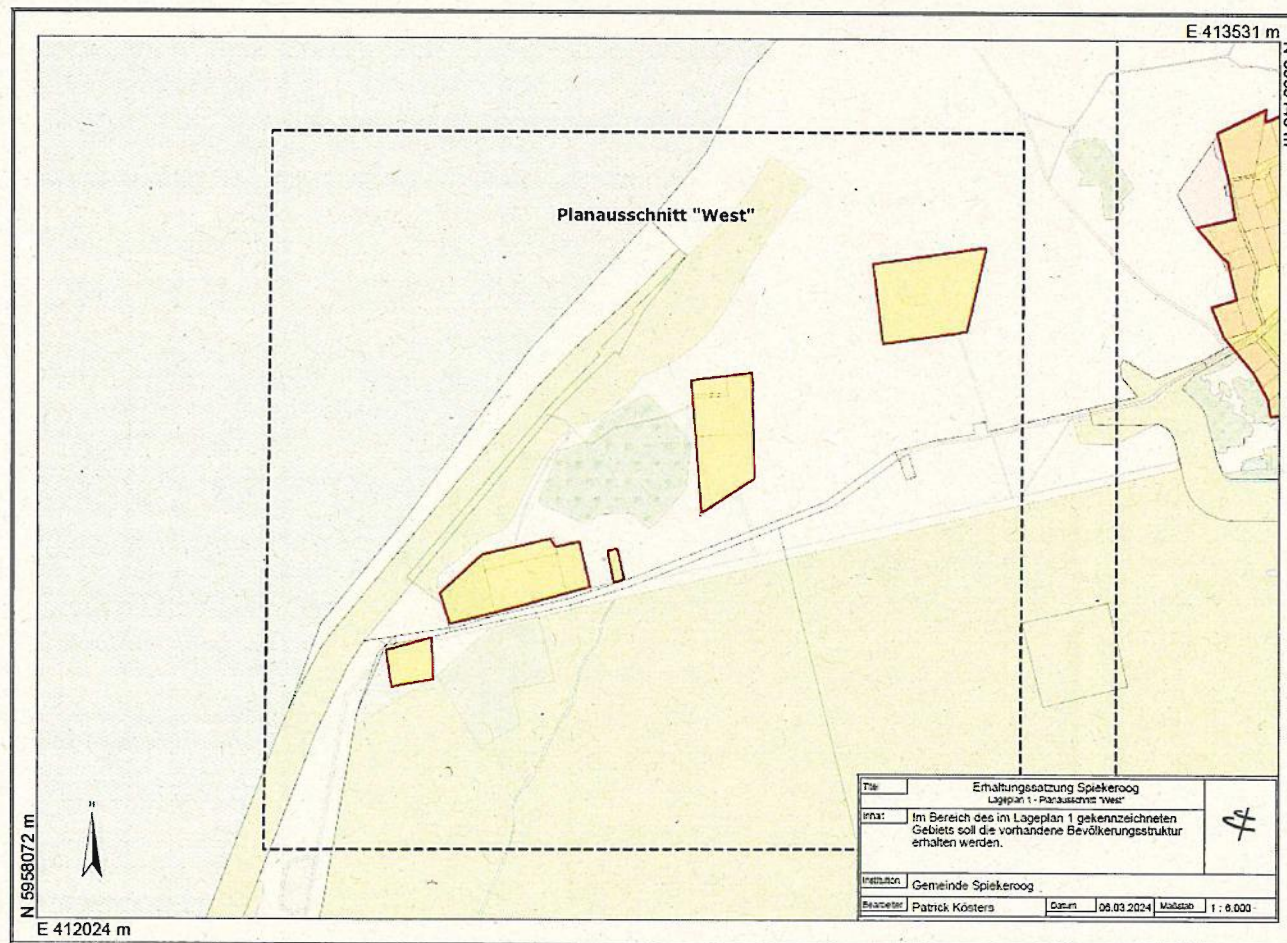 E 413531 m
Planausschnitt "West"
N 5958072 m
E 412024 m
Titel Erhaltungssatzung Spiekeroog
Lageplan 1 - Planausschnitt "West"
Inhalt Im Bereich des im Lageplan 1 gekennzeichneten
Gebiets soll die vorhandene Bevölkerungsstruktur
erhalten werden.
Institution Gemeinde Spiekeroog
Bearbeiter Patrick Kösters Datum 06.03.2024 Maßstab 1 : 6.000